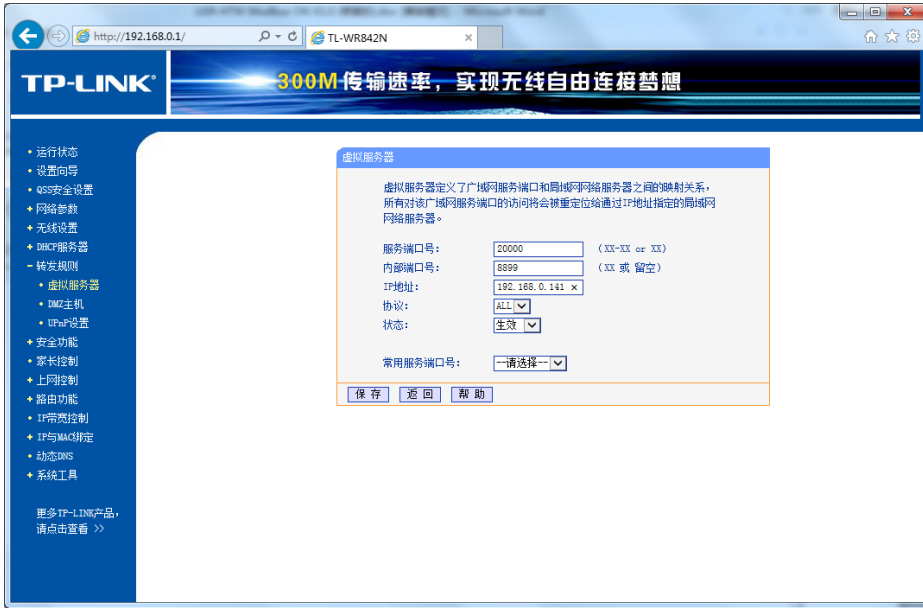 http://192.168.0.1/
TL-WR842N
TP-LINK®
300M传输速率，实现无线自由连接梦想
• 运行状态
• 设置向导
• QSS安全设置
+ 网络参数
+ 无线设置
+ DHCP服务器
- 转发规则
• 虚拟服务器
• DMZ主机
• UPnP设置
+ 安全功能
• 家长控制
+ 上网控制
+ 路由功能
• IP带宽控制
+ IP与MAC绑定
• 动态DNS
+ 系统工具
更多TP-LINK产品，
请点击查看 >>
虚拟服务器
虚拟服务器定义了广域网服务端口和局域网网络服务器之间的映射关系，
所有对该广域网服务端口的访问将会被重定位给通过IP地址指定的局域网
网络服务器。
服务端口号： 20000 （XX-XX or XX）
内部端口号： 8899 （XX 或 留空）
IP地址： 192.168.0.141 ×
协议： ALL
状态： 生效
常用服务端口号： --请选择--
保 存 返 回 帮 助